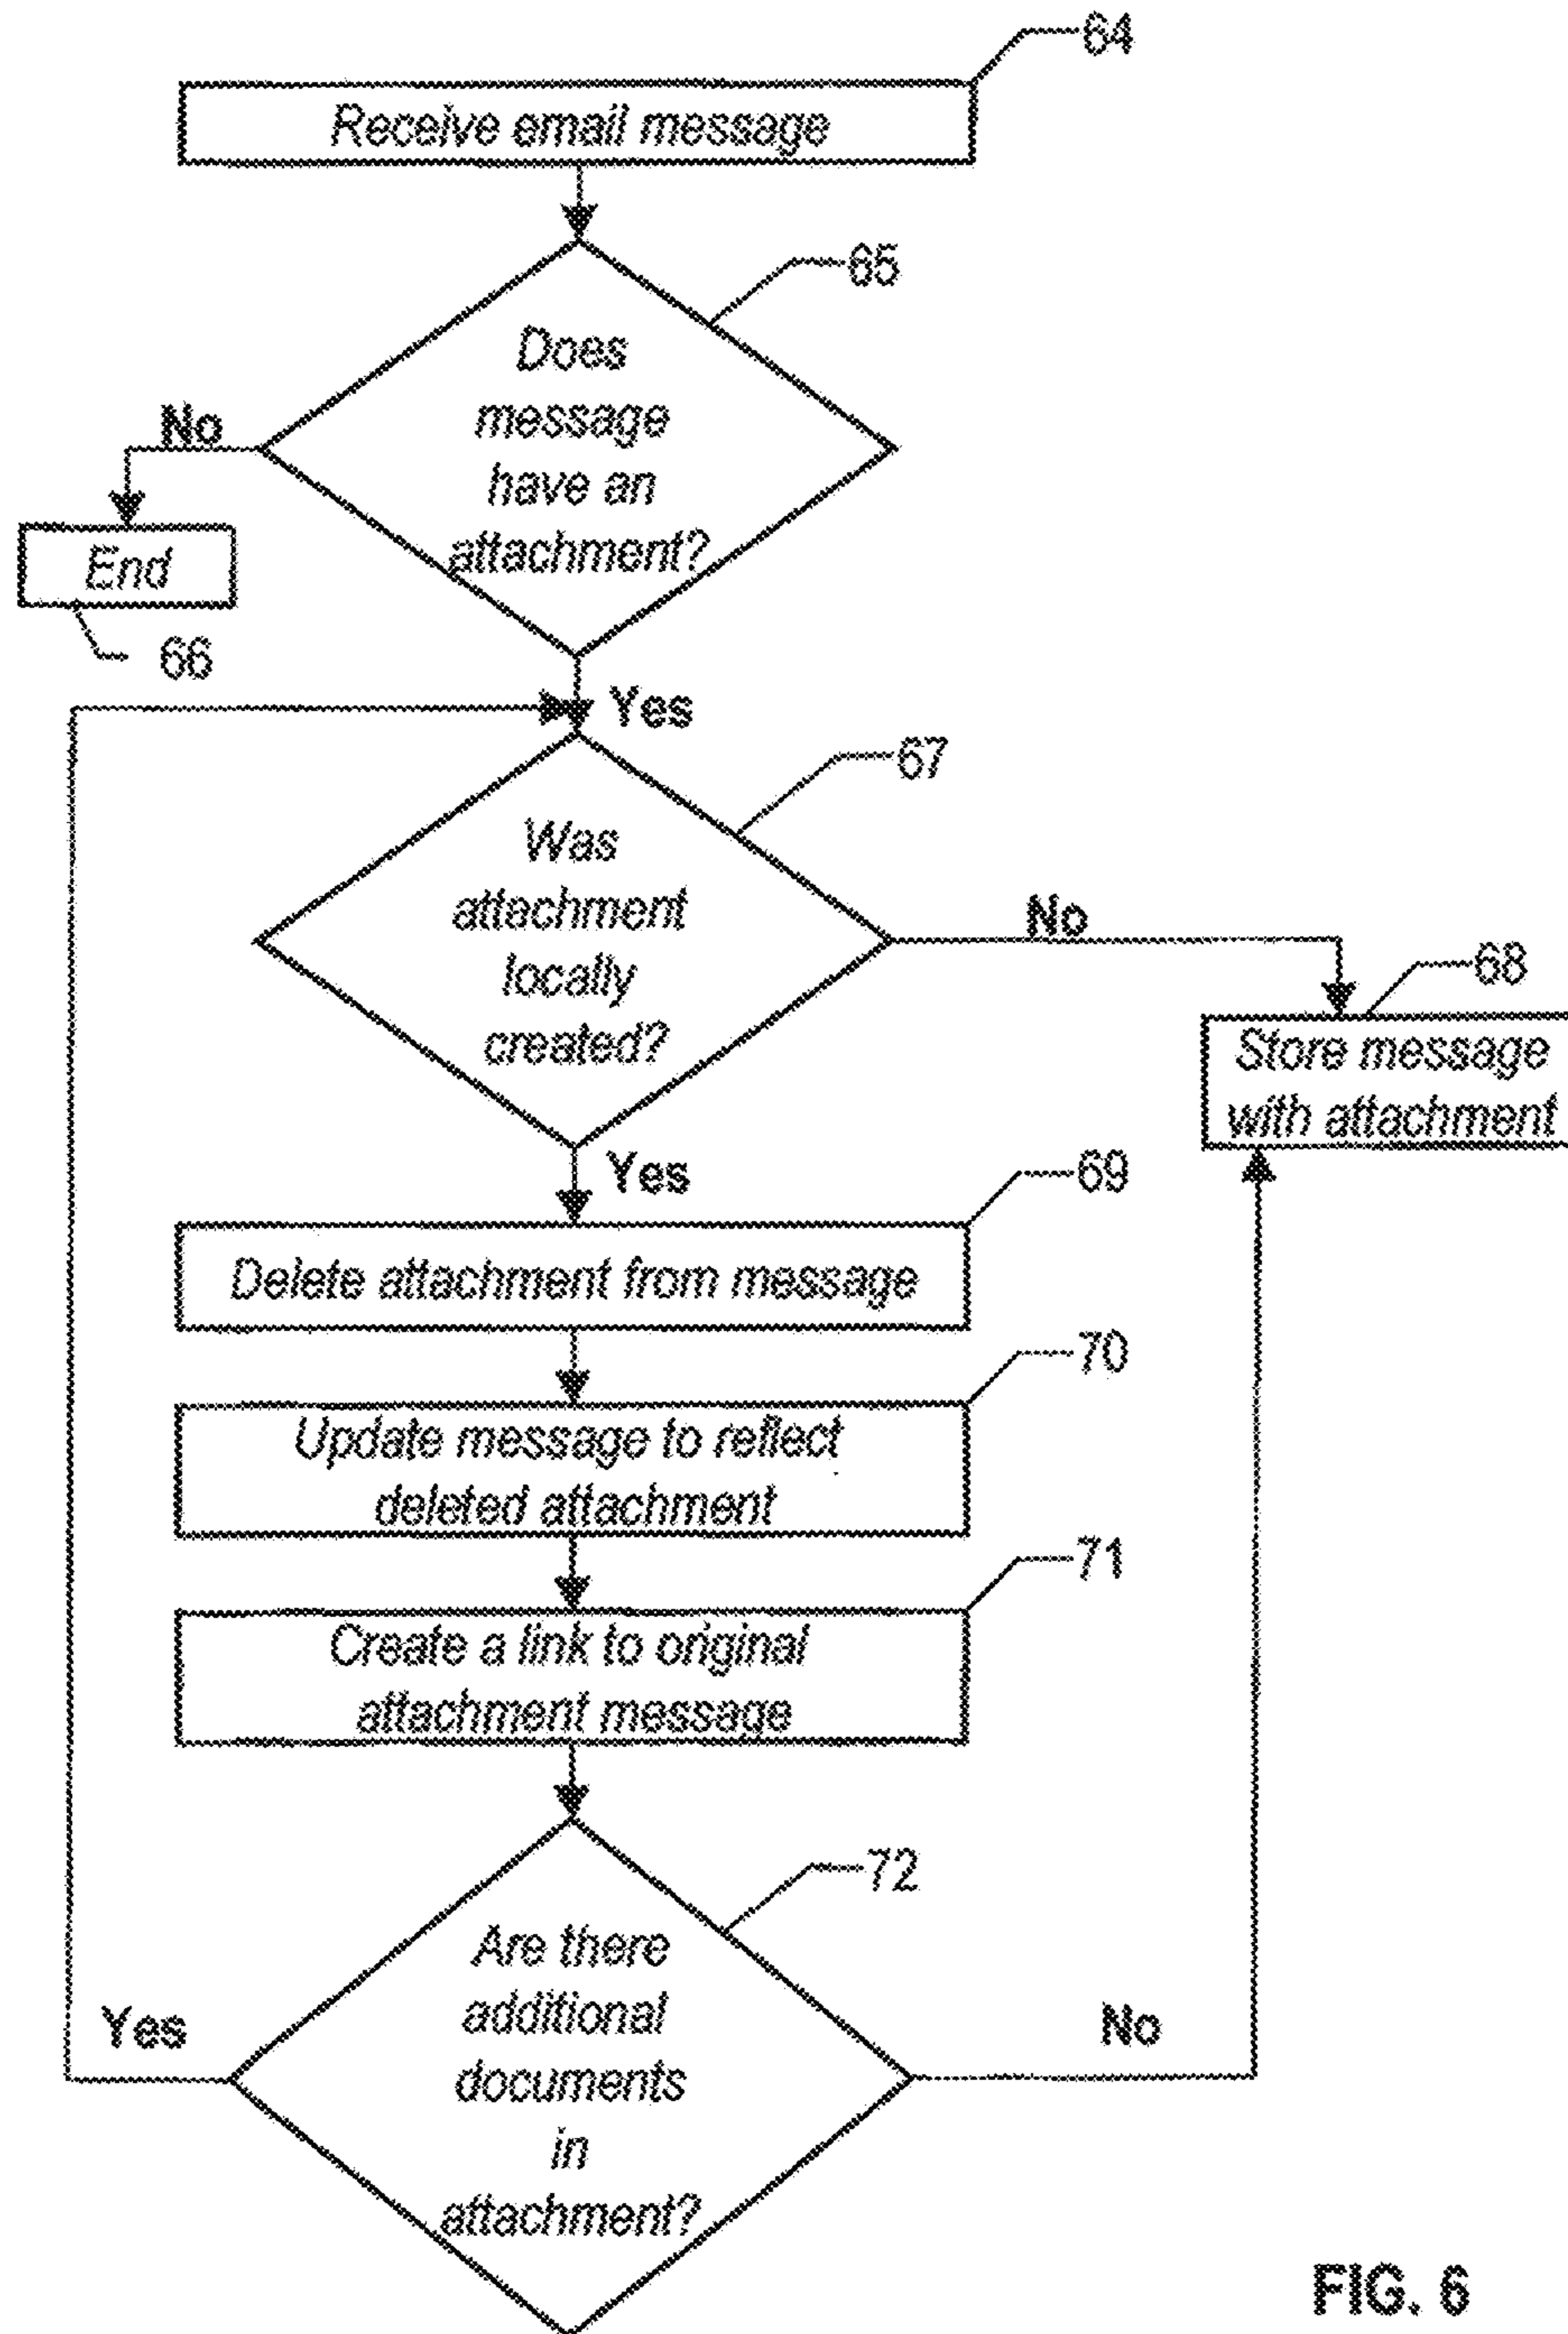 64
Receive email message
65
Does
message
have an
attachment?
No
End
66
Yes
67
Was
attachment
locally
created?
No
68
Store message
with attachment
Yes
69
Delete attachment from message
70
Update message to reflect
deleted attachment
71
Create a link to original
attachment message
72
Are there
additional
documents
in
attachment?
Yes
No
FIG. 6